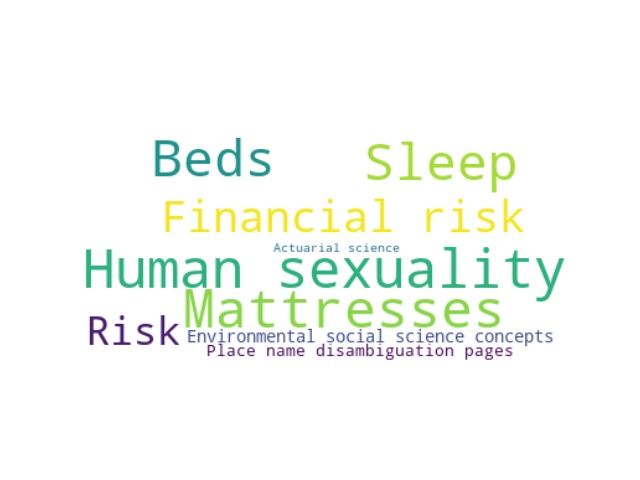 Beds Sleep
Financial risk
Actuarial science
Human sexuality
Mattresses
Risk Environmental social science concepts
Place name disambiguation pages